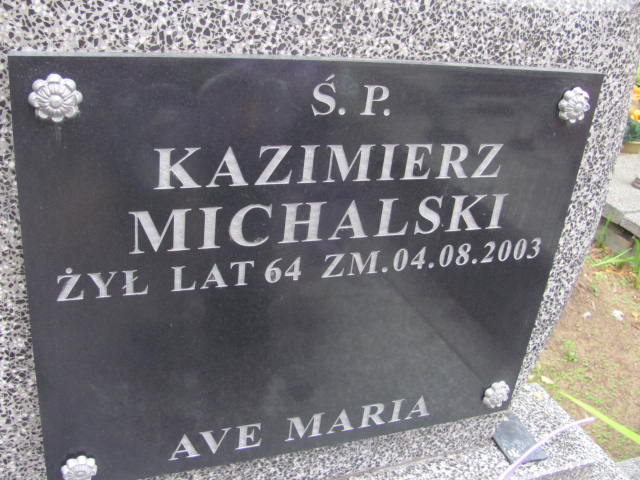 Ś. P.
KAZIMIERZ
MICHALSKI
ŻYŁ LAT 64 ZM. 04.08.2003
AVE MARIA